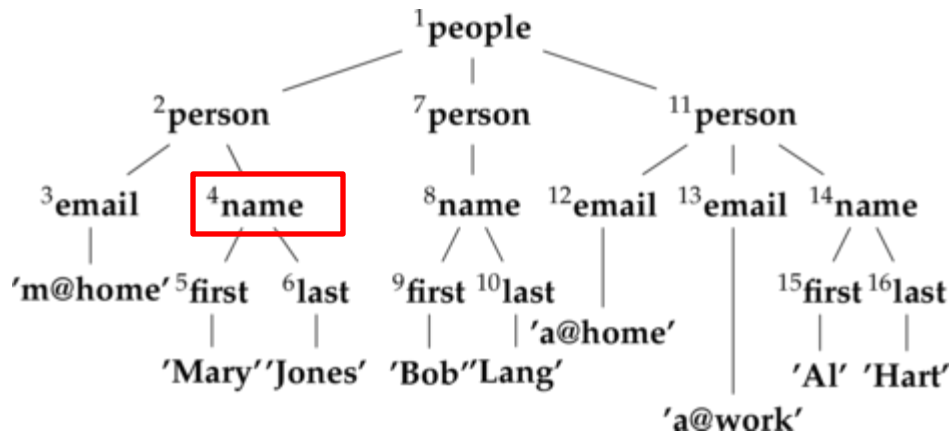 1people
2person 7person 11person
3email 4name 8name 12email 13email 14name
'm@home' 5first 6last 9first 10last 15first 16last
'a@home'
'Mary' 'Jones' 'Bob' 'Lang' 'Al' 'Hart'
'a@work'